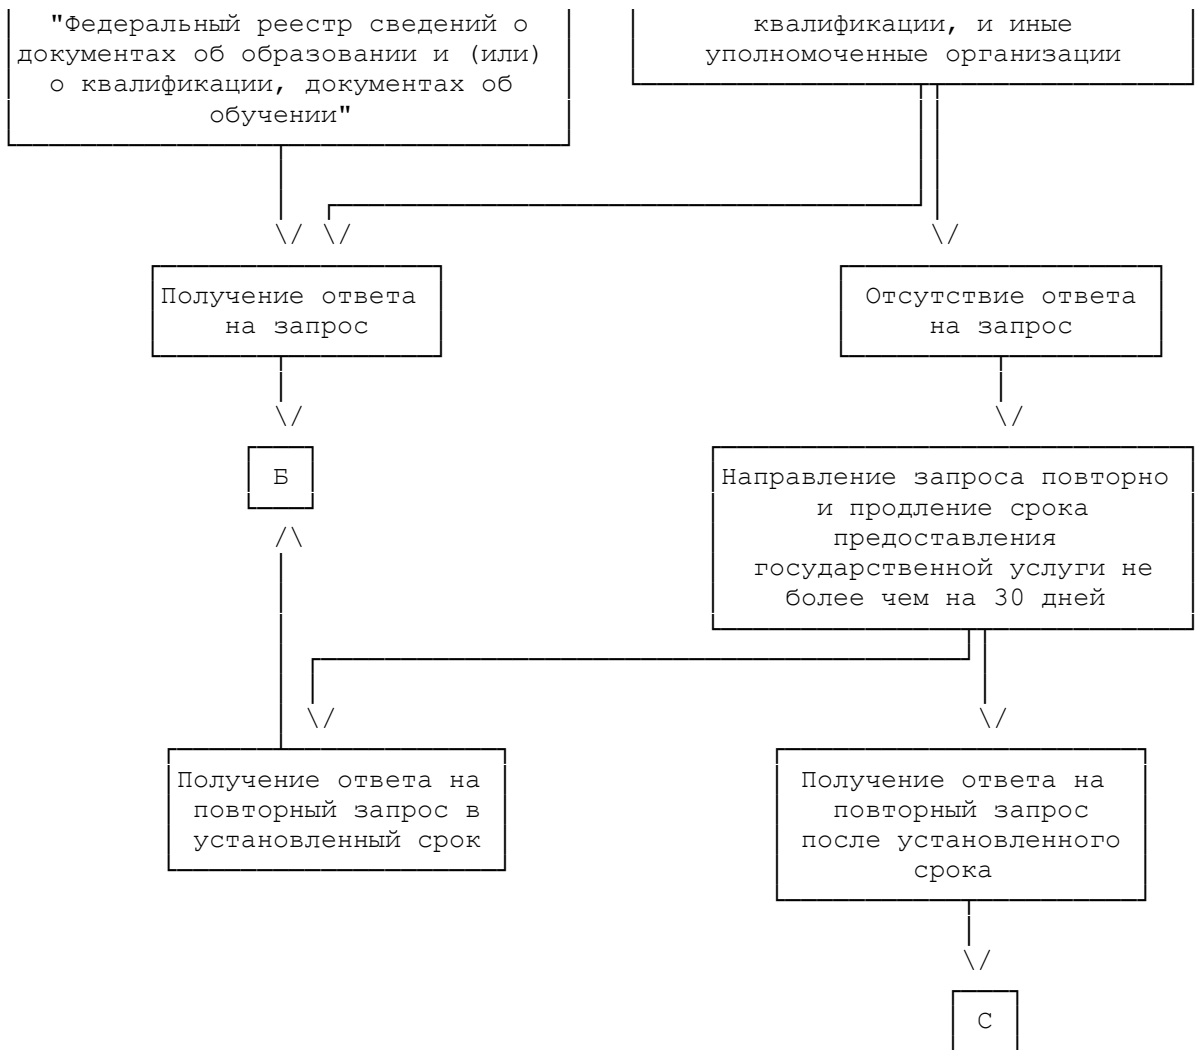 "Федеральный реестр сведений о
документах об образовании и (или)
о квалификации, документах об
обучении"
квалификации, и иные
уполномоченные организации
Получение ответа
на запрос
Отсутствие ответа
на запрос
Б
Направление запроса повторно
и продление срока
предоставления
государственной услуги не
более чем на 30 дней
Получение ответа на
повторный запрос в
установленный срок
Получение ответа на
повторный запрос
после установленного
срока
С